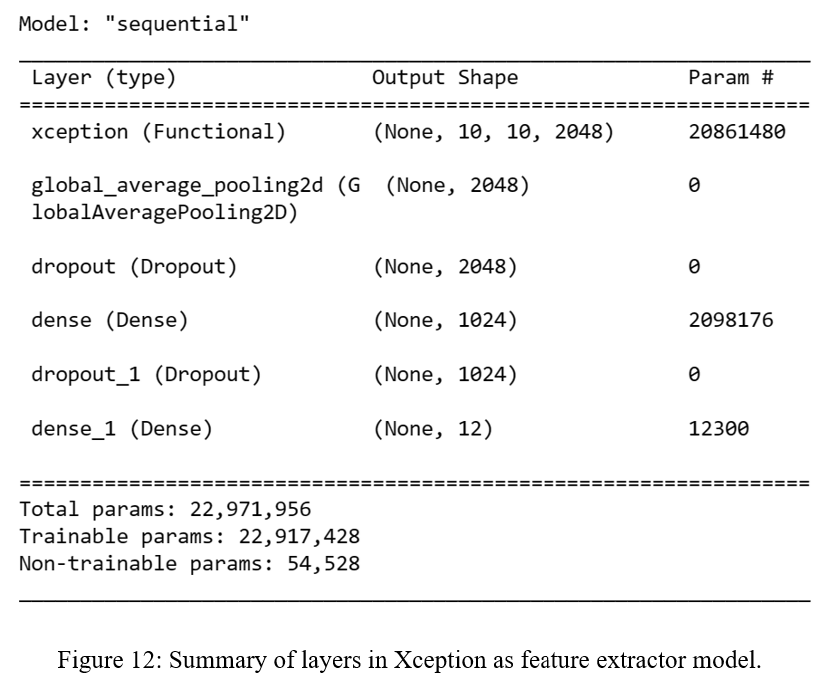 Model: "sequential"
Layer (type) Output Shape Param #
xception (Functional) (None, 10, 10, 2048) 20861480
global_average_pooling2d (G (None, 2048) 0
lobalAveragePooling2D)
dropout (Dropout) (None, 2048) 0
dense (Dense) (None, 1024) 2098176
dropout_1 (Dropout) (None, 1024) 0
dense_1 (Dense) (None, 12) 12300
Total params: 22,971,956
Trainable params: 22,917,428
Non-trainable params: 54,528
Figure 12: Summary of layers in Xception as feature extractor model.